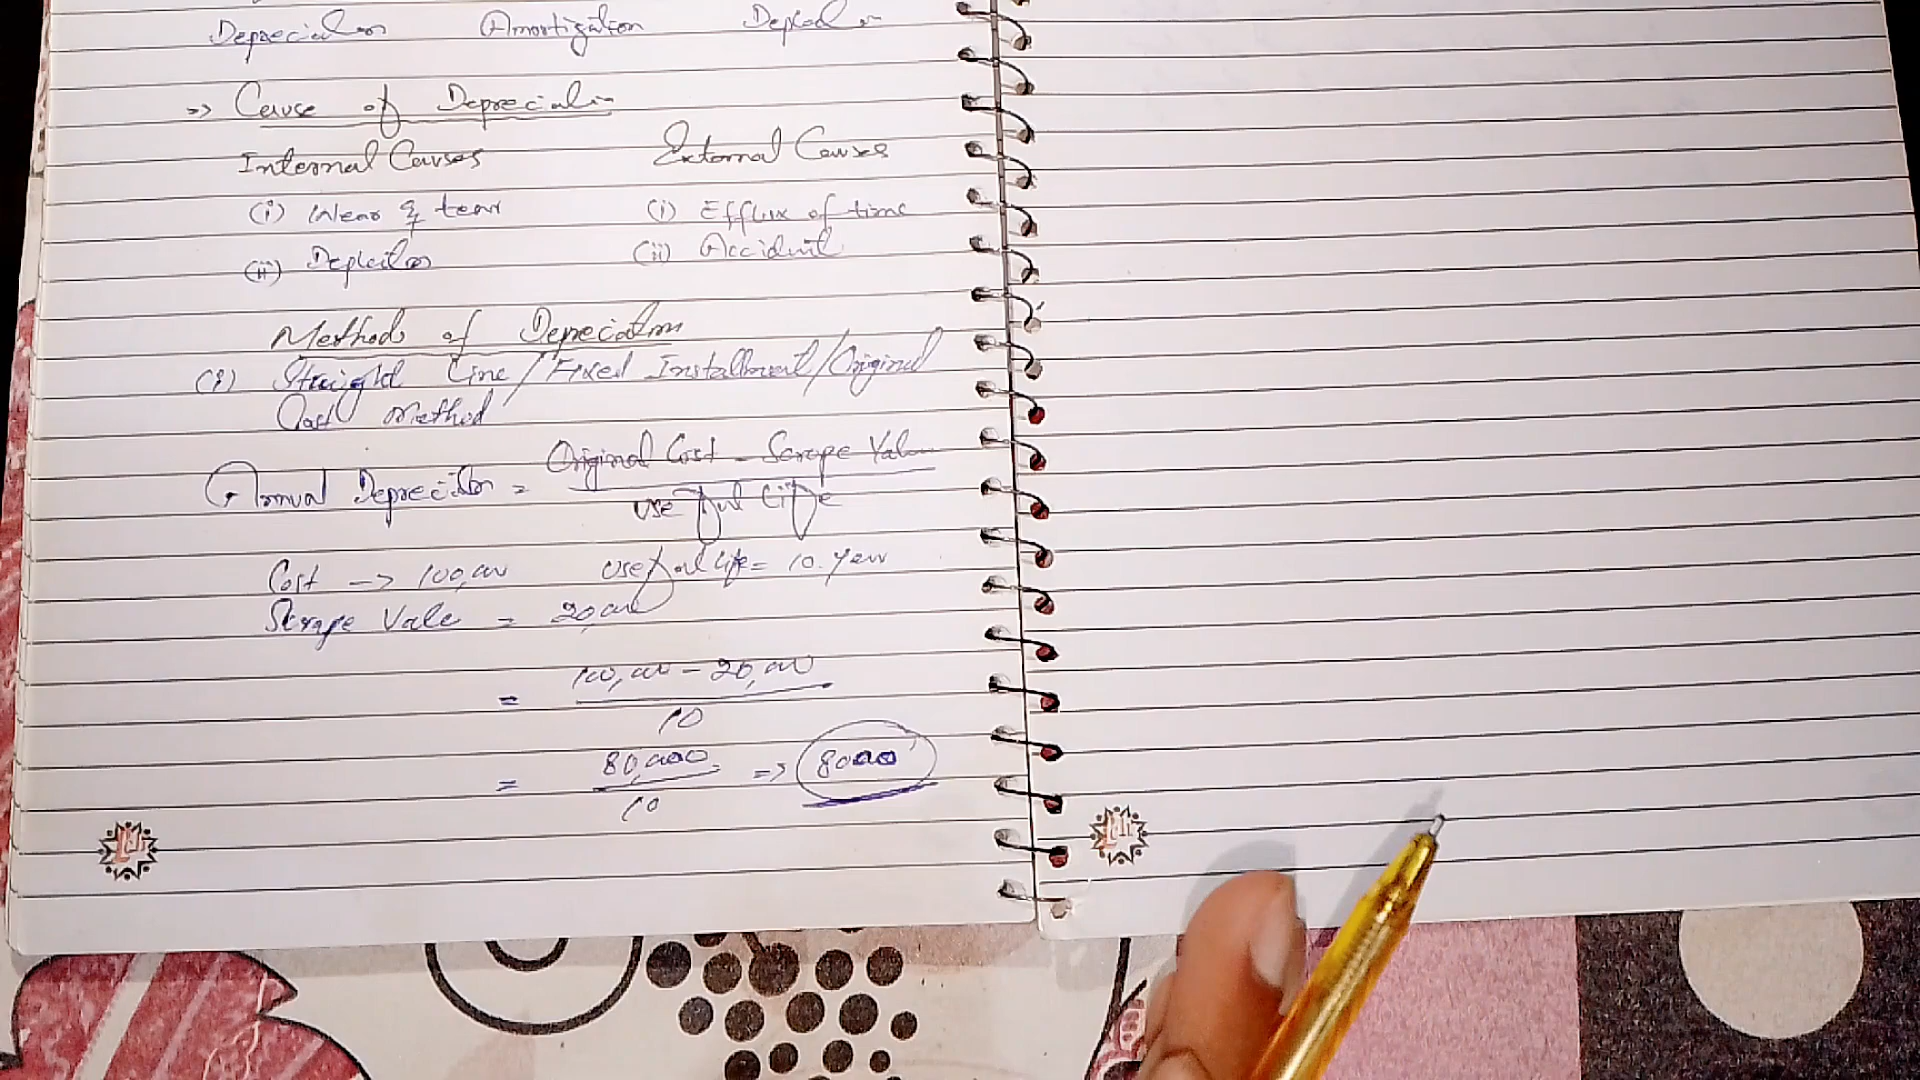 Depreciation Amortization Depletion
=> Cause of Depreciation
Internal Causes External Causes
(i) Wear & tear (i) Efflux of time
(ii) Depletion (ii) Accident
Methods of Depreciation
(i) Straight Line / Fixed Installment / Original
Cost Method
Annual Depreciation = Original Cost - Scrape Value
Useful Life
Cost -> 100,000 Useful life = 10. Year
Scrape Vale = 20,000
= 100,000 - 20,000
10
= 80,000 => 8000
10